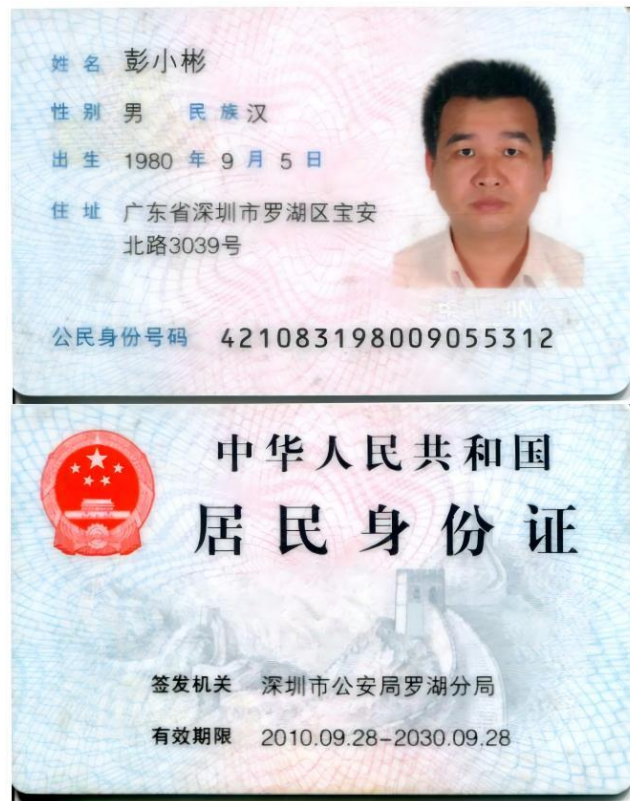 姓名 彭小彬
性别 男 民族 汉
出生 1980 年 9 月 5 日
住址 广东省深圳市罗湖区宝安
北路3039号
公民身份号码 421083198009055312
中华人民共和国
居民身份证
签发机关 深圳市公安局罗湖分局
有效期限 2010.09.28-2030.09.28